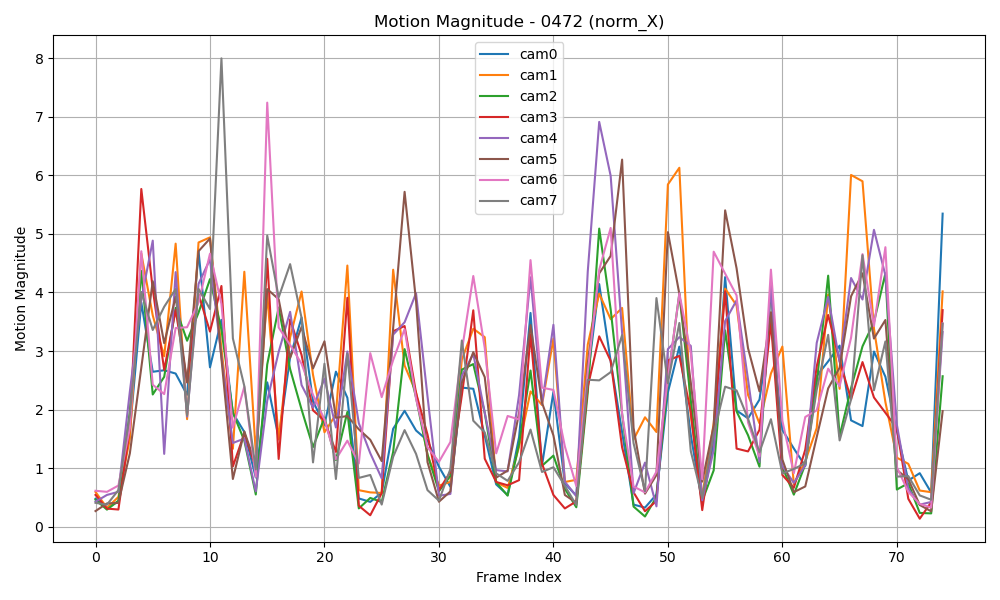 Motion Magnitude - 0472 (norm_X)
cam0
cam1
cam2
cam3
cam4
cam5
cam6
cam7
Motion Magnitude
8
7
6
5
4
3
2
1
0
0 10 20 30 40 50 60 70
Frame Index